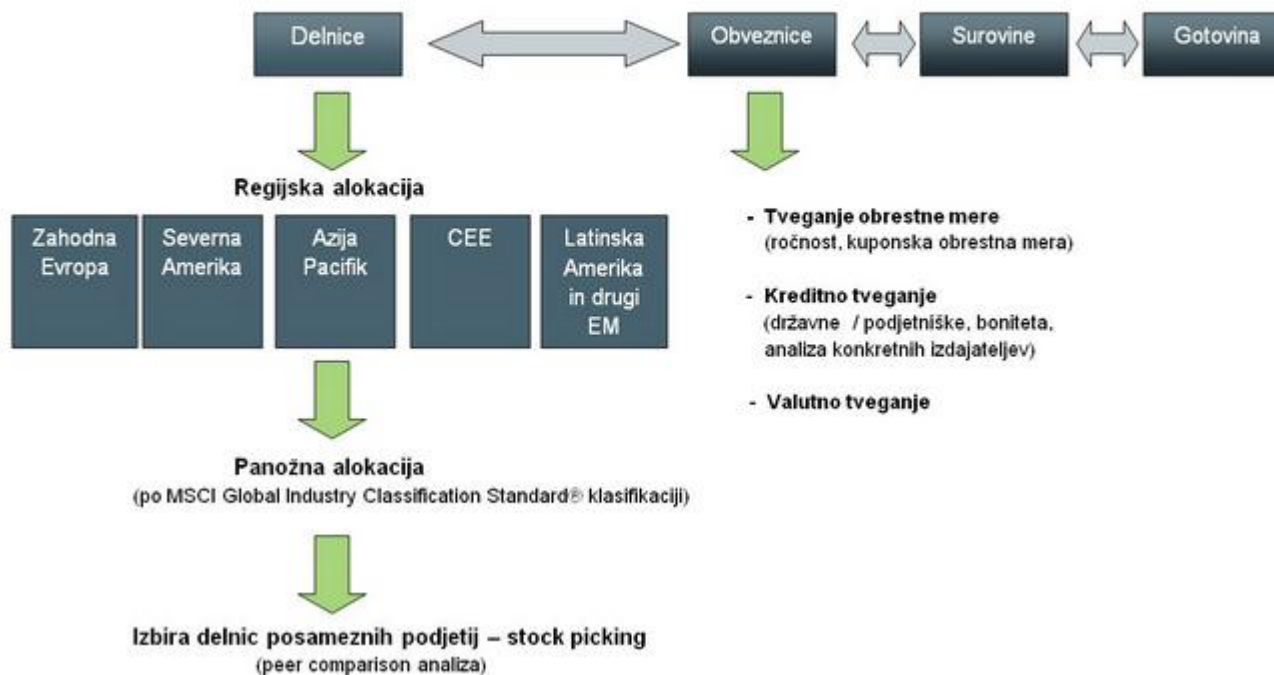 Delnice
Obveznice
Surovine
Gotovina
Regijska alokacija
Zahodna
Evropa
Severna
Amerika
Azija
Pacifik
CEE
Latinska
Amerika
in drugi
EM
- Tveganje obrestne mere
(ročnost, kuponska obrestna mera)
- Kreditno tveganje
(državne / podjetniške, boniteta,
analiza konkretnih izdajateljev)
- Valutno tveganje
Panožna alokacija
(po MSCI Global Industry Classification Standard® klasifikaciji)
Izbira delnic posameznih podjetij – stock picking
(peer comparison analiza)